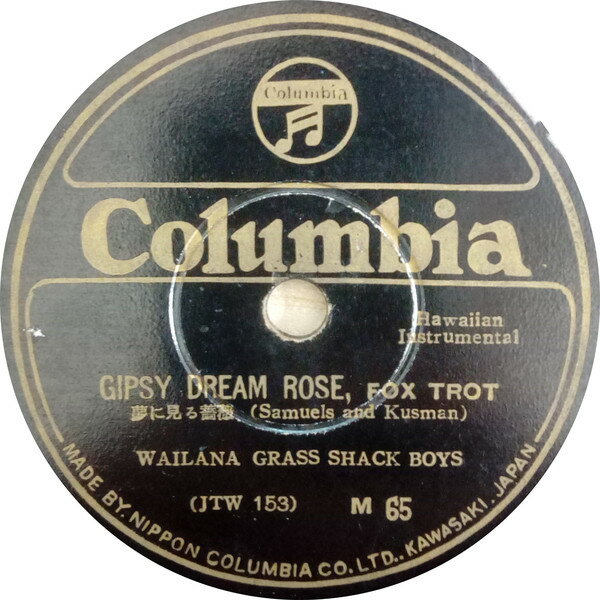 Columbia
Columbia
Hawaiian
Instrumental
GIPSY DREAM ROSE, FOX TROT
夢に見る薔薇 (Samuels and Kusman)
WAILANA GRASS SHACK BOYS
(JTW 153) M 65
MADE BY NIPPON COLUMBIA CO. LTD., KAWASAKI, JAPAN